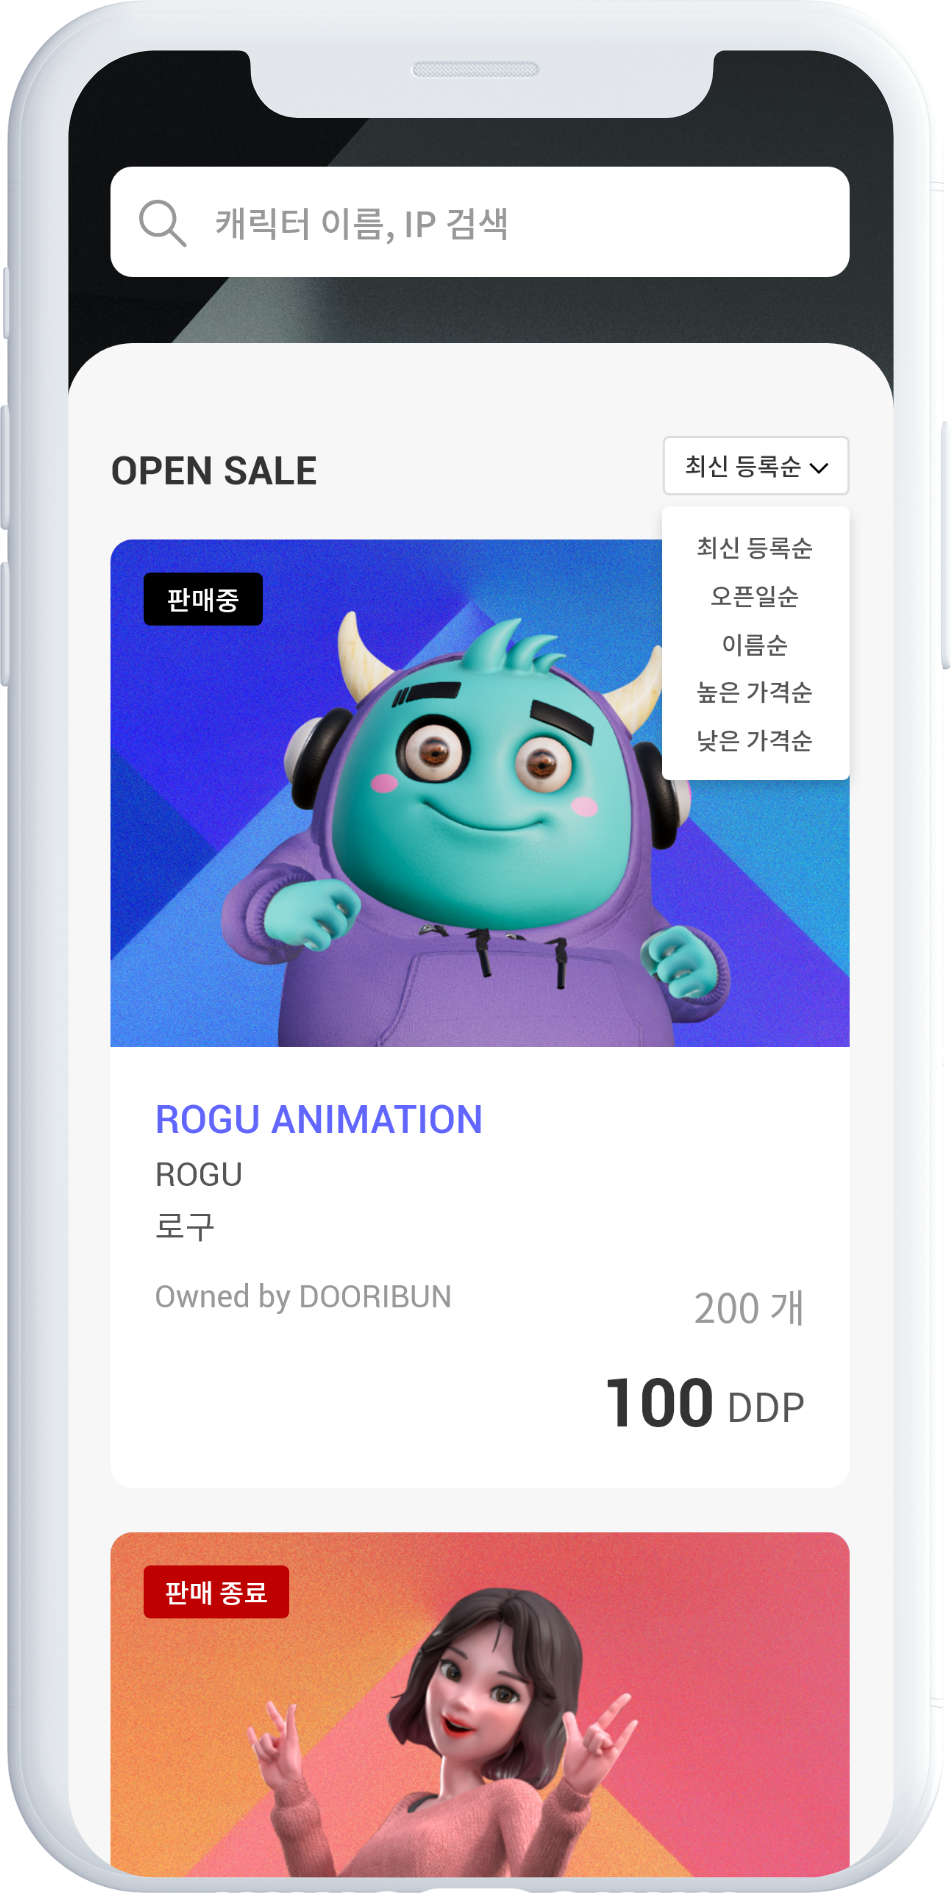 캐릭터 이름, IP 검색
OPEN SALE
최신 등록순
최신 등록순
오픈일순
이름순
높은 가격순
낮은 가격순
판매중
ROGU ANIMATION
ROGU
로구
Owned by DOORIBUN
200 개
100 DDP
판매 종료